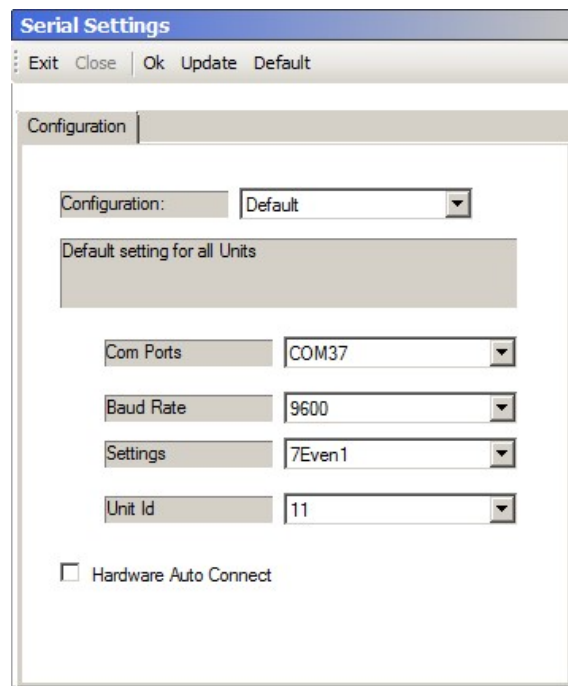 Serial Settings
Exit Close Ok Update Default
Configuration
Configuration: Default
Default setting for all Units
Com Ports COM37
Baud Rate 9600
Settings 7Even1
Unit Id 11
Hardware Auto Connect